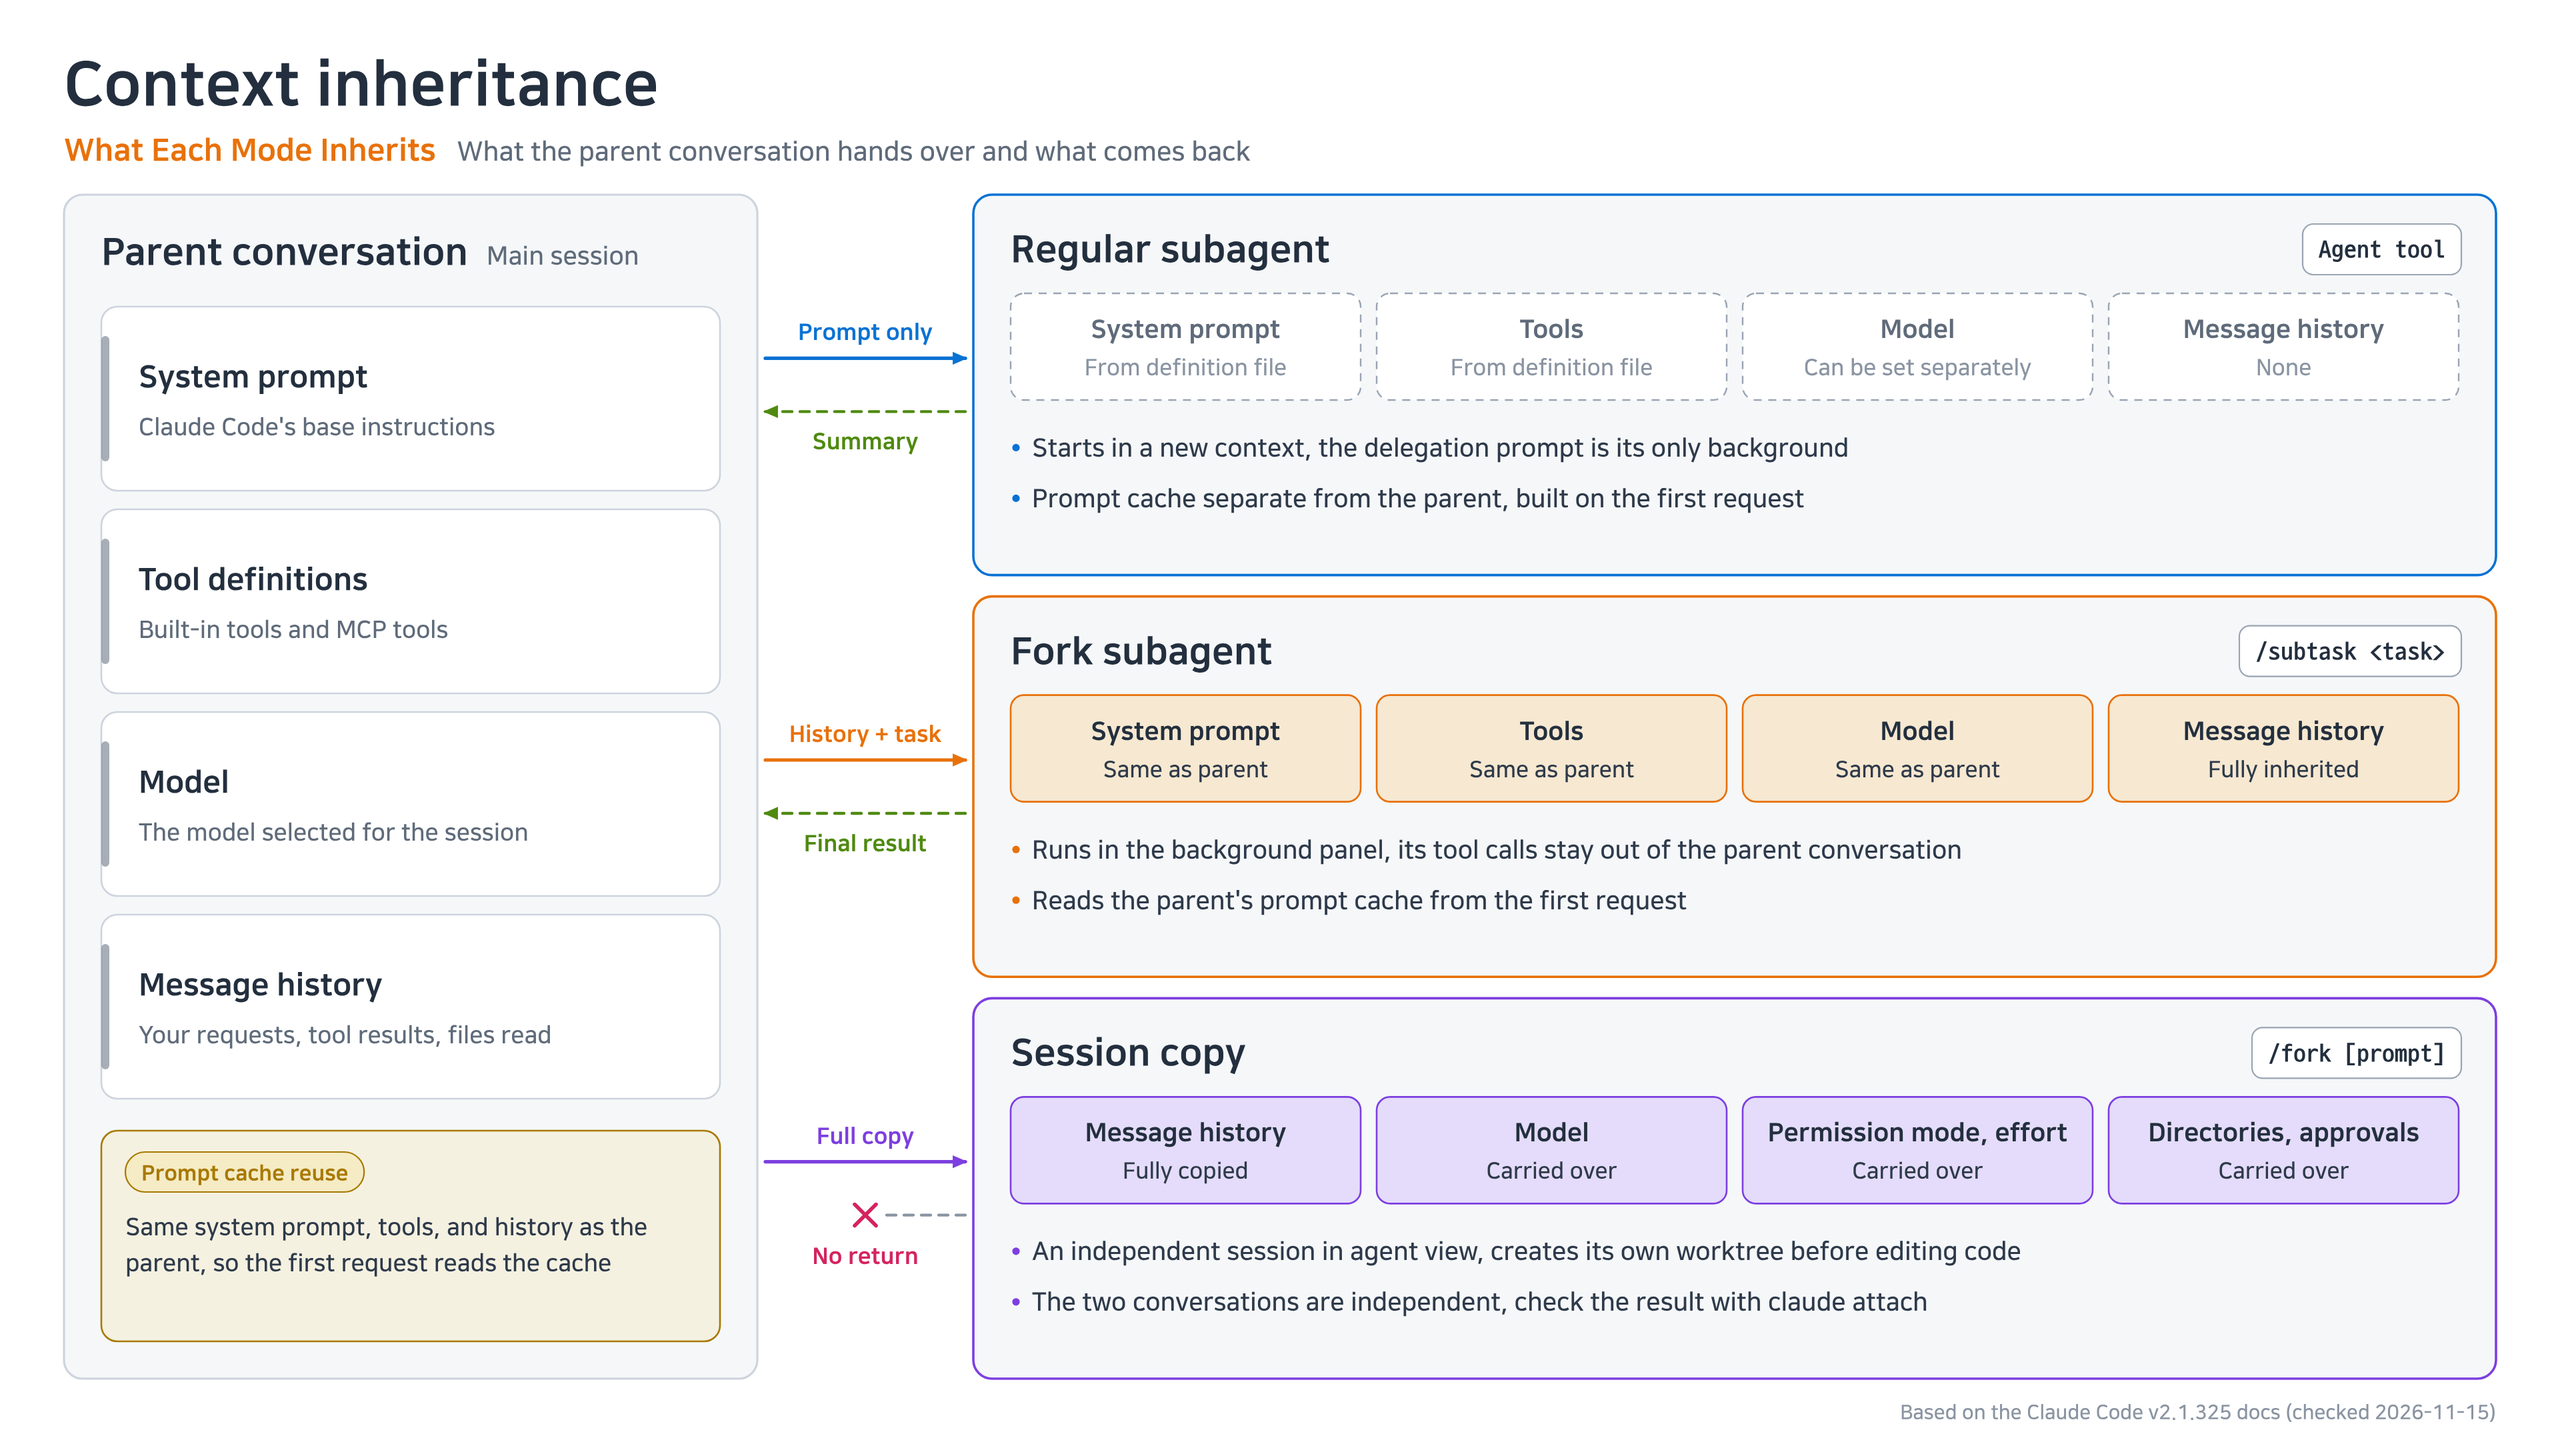 Context inheritance
What Each Mode Inherits What the parent conversation hands over and what comes back
Parent conversation Main session
System prompt
Claude Code's base instructions
Tool definitions
Built-in tools and MCP tools
Model
The model selected for the session
Message history
Your requests, tool results, files read
Prompt cache reuse
Same system prompt, tools, and history as the
parent, so the first request reads the cache
Prompt only
Summary
History + task
Final result
Full copy
No return
Regular subagent
Agent tool
System prompt
From definition file
Tools
From definition file
Model
Can be set separately
Message history
None
• Starts in a new context, the delegation prompt is its only background
• Prompt cache separate from the parent, built on the first request
Fork subagent
/subtask <task>
System prompt
Same as parent
Tools
Same as parent
Model
Same as parent
Message history
Fully inherited
• Runs in the background panel, its tool calls stay out of the parent conversation
• Reads the parent's prompt cache from the first request
Session copy
/fork [prompt]
Message history
Fully copied
Model
Carried over
Permission mode, effort
Carried over
Directories, approvals
Carried over
• An independent session in agent view, creates its own worktree before editing code
• The two conversations are independent, check the result with claude attach
Based on the Claude Code v2.1.325 docs (checked 2026-11-15)